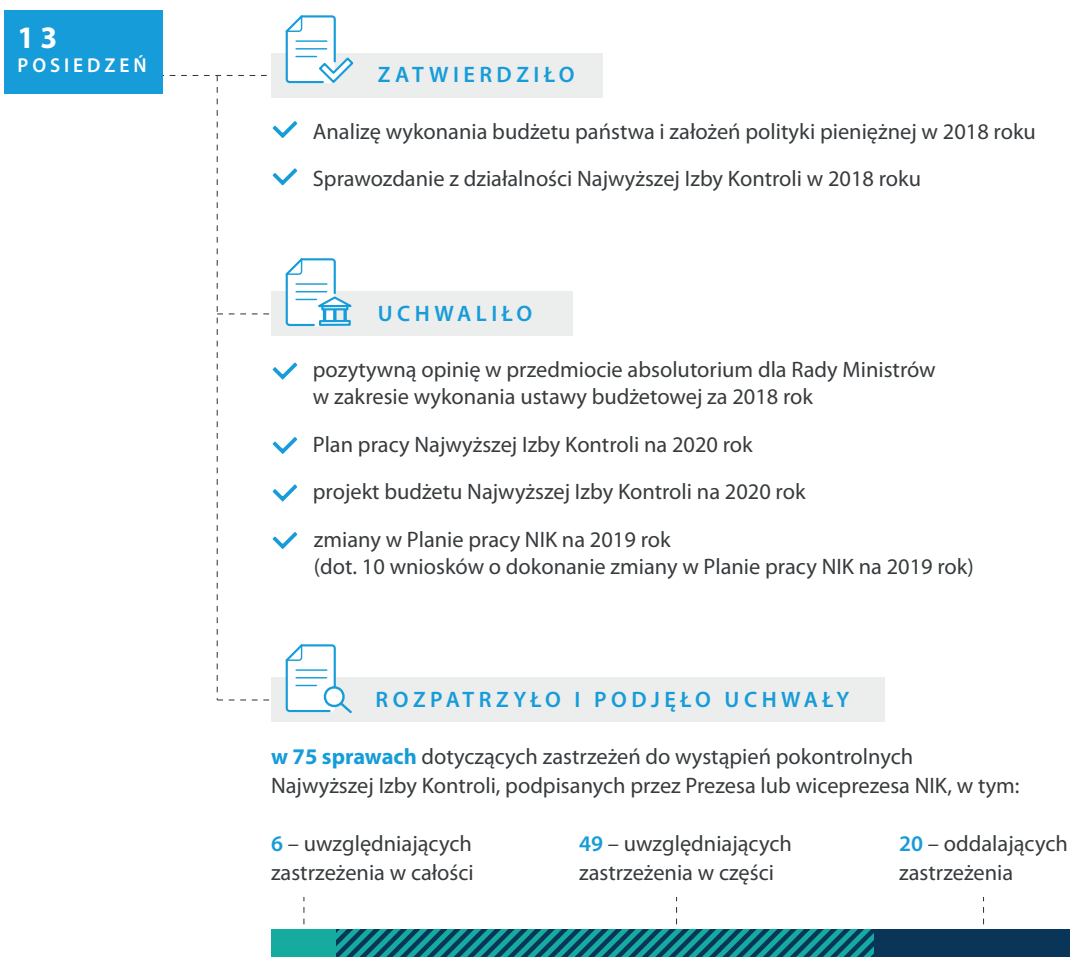 13
POSIEDZEŃ
ZATWIERDZIŁO
Analizę wykonania budżetu państwa i założeń polityki pieniężnej w 2018 roku
Sprawozdanie z działalności Najwyższej Izby Kontroli w 2018 roku
UCHWALIŁO
pozytywną opinię w przedmiocie absolutorium dla Rady Ministrów
w zakresie wykonania ustawy budżetowej za 2018 rok
Plan pracy Najwyższej Izby Kontroli na 2020 rok
projekt budżetu Najwyższej Izby Kontroli na 2020 rok
zmiany w Planie pracy NIK na 2019 rok
(dot. 10 wniosków o dokonanie zmiany w Planie pracy NIK na 2019 rok)
ROZPATRZYŁO I PODJĘŁO UCHWAŁY
w 75 sprawach dotyczących zastrzeżeń do wystąpień pokontrolnych
Najwyższej Izby Kontroli, podpisanych przez Prezesa lub wiceprezesa NIK, w tym:
6 – uwzględniających
zastrzeżenia w całości
49 – uwzględniających
zastrzeżenia w części
20 – oddalających
zastrzeżenia